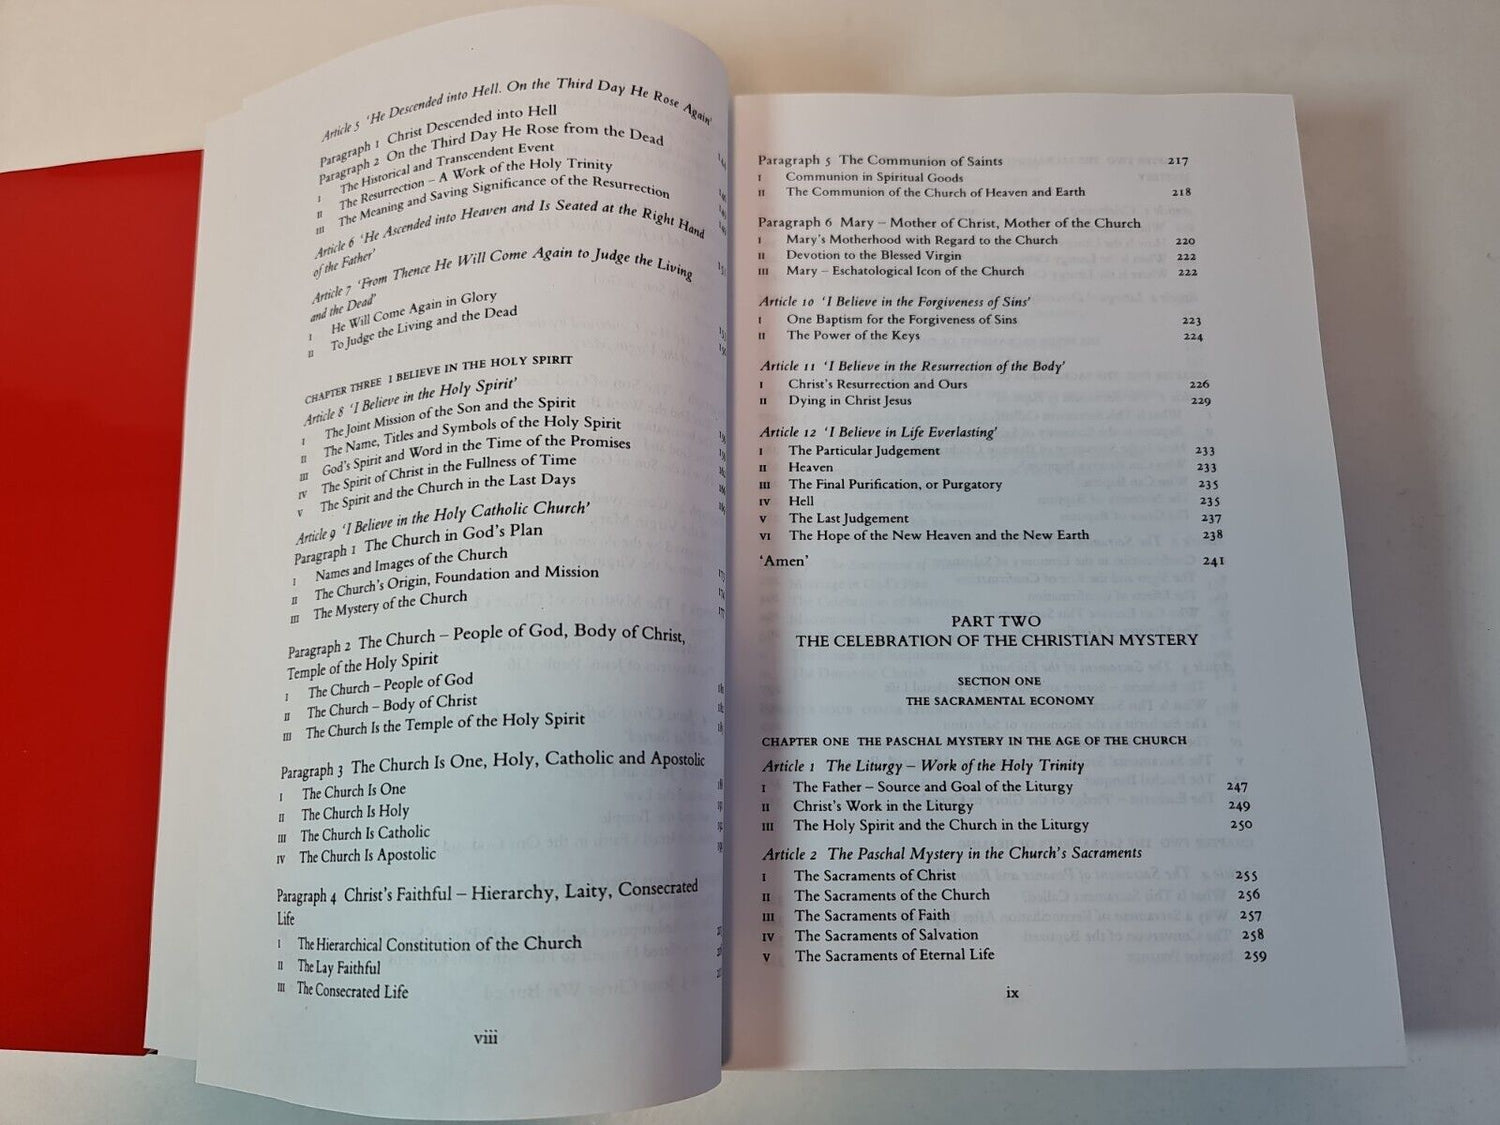 Article 5 ‘He Descended into Hell. On the Third Day He Rose Again’
Paragraph 1 Christ Descended into Hell
Paragraph 2 On the Third Day He Rose from the Dead
I The Historical and Transcendent Event
II The Resurrection – A Work of the Holy Trinity
III The Meaning and Saving Significance of the Resurrection
Article 6 ‘He Ascended into Heaven and Is Seated at the Right Hand
of the Father’
Article 7 ‘From Thence He Will Come Again to Judge the Living
and the Dead’
I He Will Come Again in Glory
II To Judge the Living and the Dead
CHAPTER THREE I BELIEVE IN THE HOLY SPIRIT
Article 8 ‘I Believe in the Holy Spirit’
I The Joint Mission of the Son and the Spirit
II The Name, Titles and Symbols of the Holy Spirit
III God's Spirit and Word in the Time of the Promises
IV The Spirit of Christ in the Fullness of Time
V The Spirit and the Church in the Last Days
Article 9 ‘I Believe in the Holy Catholic Church’
Paragraph 1 The Church in God's Plan
I Names and Images of the Church
II The Church's Origin, Foundation and Mission
III The Mystery of the Church
Paragraph 2 The Church – People of God, Body of Christ,
Temple of the Holy Spirit
I The Church – People of God
II The Church – Body of Christ
III The Church Is the Temple of the Holy Spirit
Paragraph 3 The Church Is One, Holy, Catholic and Apostolic
I The Church Is One
II The Church Is Holy
III The Church Is Catholic
IV The Church Is Apostolic
Paragraph 4 Christ's Faithful – Hierarchy, Laity, Consecrated
Life
I The Hierarchical Constitution of the Church
II The Lay Faithful
III The Consecrated Life
viii
Paragraph 5 The Communion of Saints 217
I Communion in Spiritual Goods
II The Communion of the Church of Heaven and Earth 218
Paragraph 6 Mary – Mother of Christ, Mother of the Church
I Mary's Motherhood with Regard to the Church 220
II Devotion to the Blessed Virgin 222
III Mary – Eschatological Icon of the Church 222
Article 10 ‘I Believe in the Forgiveness of Sins’
I One Baptism for the Forgiveness of Sins 223
II The Power of the Keys 224
Article 11 ‘I Believe in the Resurrection of the Body’
I Christ's Resurrection and Ours 226
II Dying in Christ Jesus 229
Article 12 ‘I Believe in Life Everlasting’
I The Particular Judgement 233
II Heaven 233
III The Final Purification, or Purgatory 235
IV Hell 235
V The Last Judgement 237
VI The Hope of the New Heaven and the New Earth 238
‘Amen’ 241
PART TWO
THE CELEBRATION OF THE CHRISTIAN MYSTERY
SECTION ONE
THE SACRAMENTAL ECONOMY
CHAPTER ONE THE PASCHAL MYSTERY IN THE AGE OF THE CHURCH
Article 1 The Liturgy – Work of the Holy Trinity
I The Father – Source and Goal of the Liturgy 247
II Christ's Work in the Liturgy 249
III The Holy Spirit and the Church in the Liturgy 250
Article 2 The Paschal Mystery in the Church's Sacraments
I The Sacraments of Christ 255
II The Sacraments of the Church 256
III The Sacraments of Faith 257
IV The Sacraments of Salvation 258
V The Sacraments of Eternal Life 259
ix